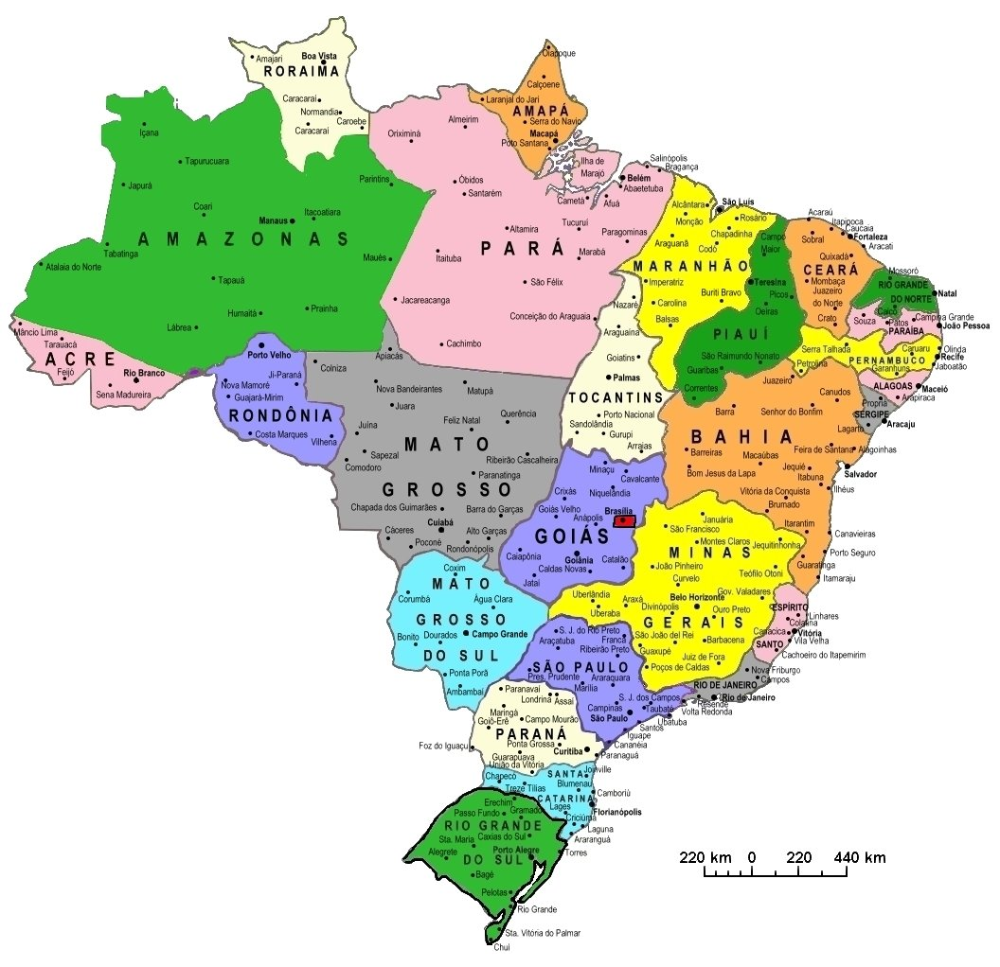 Oiapoque
Boa Vista
Amajari
RORAIMA
Calçoene
Caracaraí
Laranjal do Jari
Normandia
AMAPÁ
Caroebe
Serra do Navio
Içana
Caracaraí
Almeirim
Macapá
Oriximiná
Poto Santana
Tapurucuara
Ilha de
Marajó
Salinópolis
Bragança
Japurá
Parintins
Óbidos
Belém
Abaetetuba
Santarém
Cametá
Afuá
Coari
Itacoatiara
Manaus
Alcântara
São Luís
Monção
Rosário
Acaraú
Itapipoca
Caucaia
Fortaleza
AMAZONAS
Altamira
Tucuruí
Paragominas
Araguanã
Chapadinha
Campo
Maior
Sobral
Aracati
Tabatinga
Maués
Itaituba
PARÁ
Marabá
Codó
Quixadá
Atalaia do Norte
MARANHÃO
CEARÁ
Mossoró
Tapauá
São Félix
Imperatriz
Teresina
Mombaça
RIO GRANDE
DO NORTE
Natal
Juazeiro
do Norte
Buriti Bravo
Picos
Jacareacanga
Nazaré
Carolina
Oeiras
Humaitá
Prainha
Conceição do Araguaia
Balsas
Crato
Caicó
Souza
Pátos
Campina Grande
João Pessoa
PARAÍBA
Lábrea
Mâncio Lima
Tarauacá
Araguaina
PIAUÍ
Cachimbo
Apiacás
Porto Velho
ACRE
Feijó
Rio Branco
Sena Madureira
Colniza
Goiatins
São Raimundo Nonato
Serra Talhada
Caruaru
Olinda
Recife
PERNAMBUCO
Jaboatão
Guaribas
Petrolina
Garanhuns
Ji-Paraná
Nova Mamoré
Guajará-Mirim
Nova Bandeirantes
Matupá
Palmas
Juazeiro
Correntes
ALAGOAS
Maceió
Arapiraca
Canudos
Propria
TOCANTINS
Juara
RONDÔNIA
Feliz Natal
Querência
Porto Nacional
Barra
Senhor do Bonfim
SERGIPE
Aracaju
Juina
Sandolândia
Gurupi
Lagarto
Costa Marques
Vilhena
MATO
Arrajas
BAHIA
Sapezal
Ribeirão Cascalheira
Barreiras
Macaúbas
Feira de Santana
Alagoinhas
Comodoro
Paranatinga
Minaçu
Cavalcante
Bom Jesus da Lapa
Jequié
Itabuna
Salvador
GROSSO
Crixás
Niquelândia
Vitória da Conquista
Ilhéus
Chapada dos Guimarães
Barra do Garças
Goiás Velho
Anápolis
Brasília
Brumado
Januária
Cuiabá
Cáceres
Alto Garças
GOIÁS
São Francisco
Itarantim
Canavieiras
Poconé
Rondonópolis
Montes Claros
Jequitinhonha
Caiapônia
Goiânia
Catalão
MINAS
Porto Seguro
Coxim
Caldas Novas
João Pinheiro
Guaratinga
Jataí
Curvelo
Teófilo Otoni
Itamaraju
MATO
Corumbá
Água Clara
Uberlândia
Araxá
Belo Horizonte
Gov. Valadares
Uberaba
Divinópolis
Ouro Preto
ESPÍRITO
Linhares
GROSSO
GERAIS
Colatina
Bonito
Dourados
Campo Grande
S. J. do Rio Preto
São João del Rei
Cariacica
Vitória
Araçatuba
Franca
Barbacena
SANTO
Vila Velha
DO SUL
Ribeirão Preto
Guaxupé
Juiz de Fora
Cachoeiro do Itapemirim
SÃO PAULO
Poços de Caldas
Nova Friburgo
Ponta Porã
Pres. Prudente
Araraquara
Campos
Ambambaí
Marília
RIO DE JANEIRO
Paranavaí
Londrina
Assaí
S. J. dos Campos
Rio de Janeiro
Resende
Maringá
Campinas
Taubaté
Volta Redonda
Goiô-Erê
Campo Mourão
São Paulo
Ubatuba
PARANÁ
Santos
Iguape
Foz do Iguaçu
Ponta Grossa
Cananéia
Guarapuava
Curitiba
Paranaguá
União da Vitória
Chapecó
SANTA
Joinville
Treze Tilias
Blumenau
Camboriú
CATARINA
Erechim
Lages
Florianópolis
Passo Fundo
Gramado
Criciúma
RIO GRANDE
Laguna
Araranguá
Sta. Maria
Caxias do Sul
Alegrete
Porto Alegre
Torres
DO SUL
Bagé
220 km 0 220 440 km
Pelotas
Rio Grande
Sta. Vitória do Palmar
Chuí